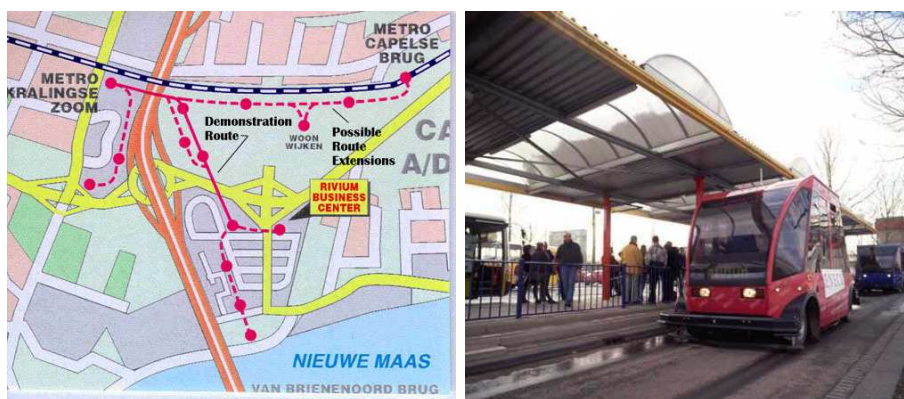 METRO
CAPELSE
BRUG
METRO
KRALINGSE
ZOOM
Demonstration
Route
WOON
WIJKEN
Possible
Route
Extensions
CA
A/D
RIVIUM
BUSINESS
CENTER
NIEUWE MAAS
VAN BRIENENOORD BRUG